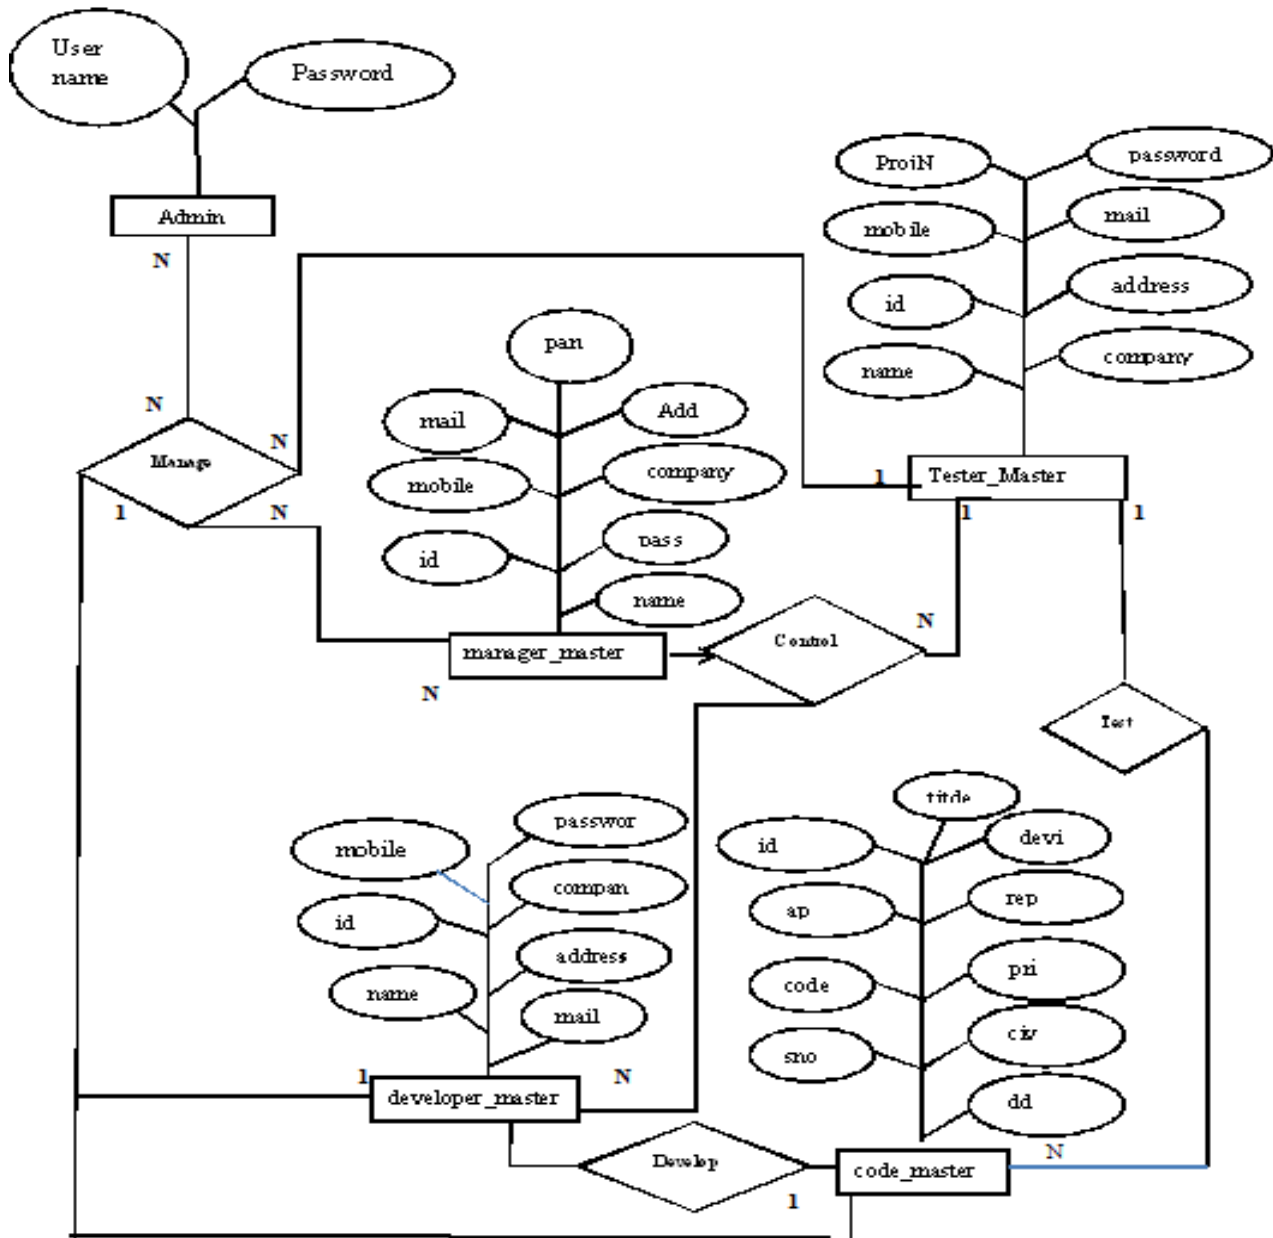 User
name
Password
Admin
N
ProiN
password
mobile
mail
id
address
name
company
pan
mail
Add
mobile
company
id
pass
name
N
Manage
N
1
N
1
Tester_Master
1
1
manager_master
N
Control
N
Test
mobile
passwor
id
compan
name
address
mail
titde
id
devi
ap
rep
code
pri
sno
civ
dd
1
developer_master
N
Develop
1
code_master
N